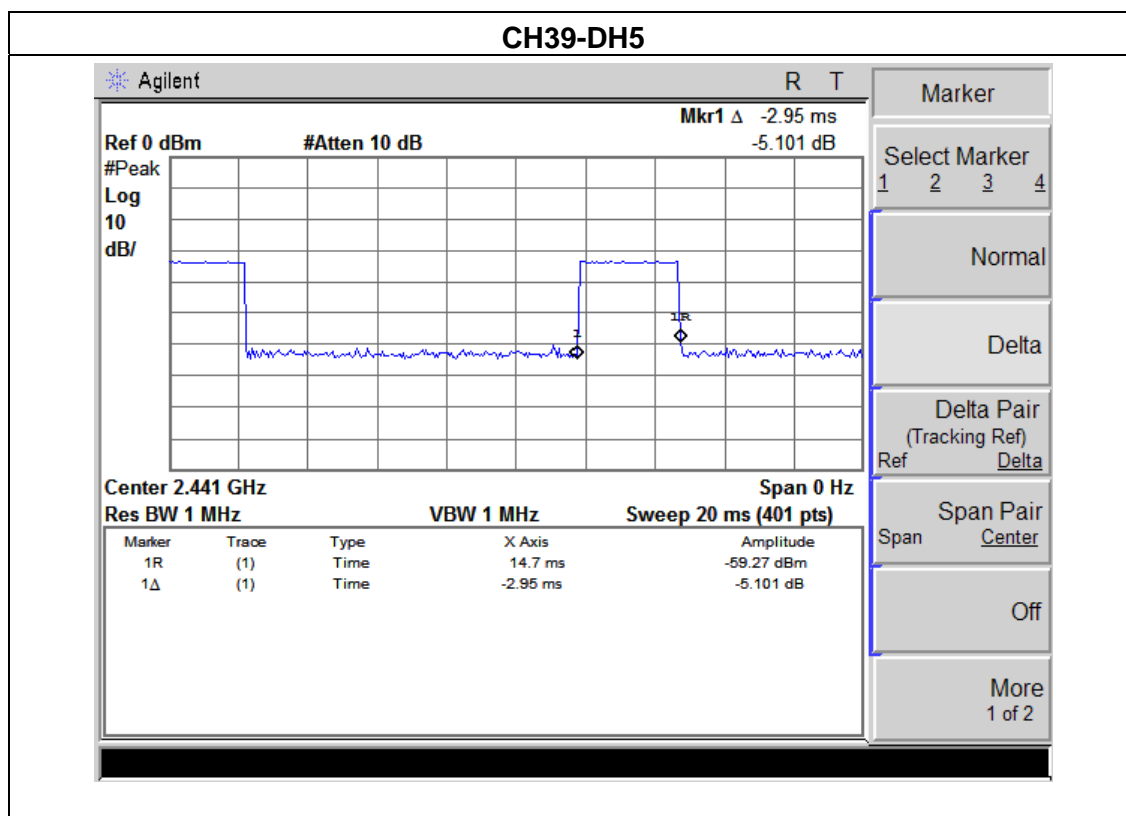 CH39-DH5
Agilent R T
Mkr1 Δ -2.95 ms
Ref 0 dBm #Atten 10 dB -5.101 dB
#Peak
Log
10
dB/
1
1R
Center 2.441 GHz Span 0 Hz
Res BW 1 MHz VBW 1 MHz Sweep 20 ms (401 pts)
Marker Trace Type X Axis Amplitude
1R (1) Time 14.7 ms -59.27 dBm
1Δ (1) Time -2.95 ms -5.101 dB
Marker
Select Marker
1 2 3 4
Normal
Delta
Delta Pair
(Tracking Ref)
Ref Delta
Span Pair
Span Center
Off
More
1 of 2